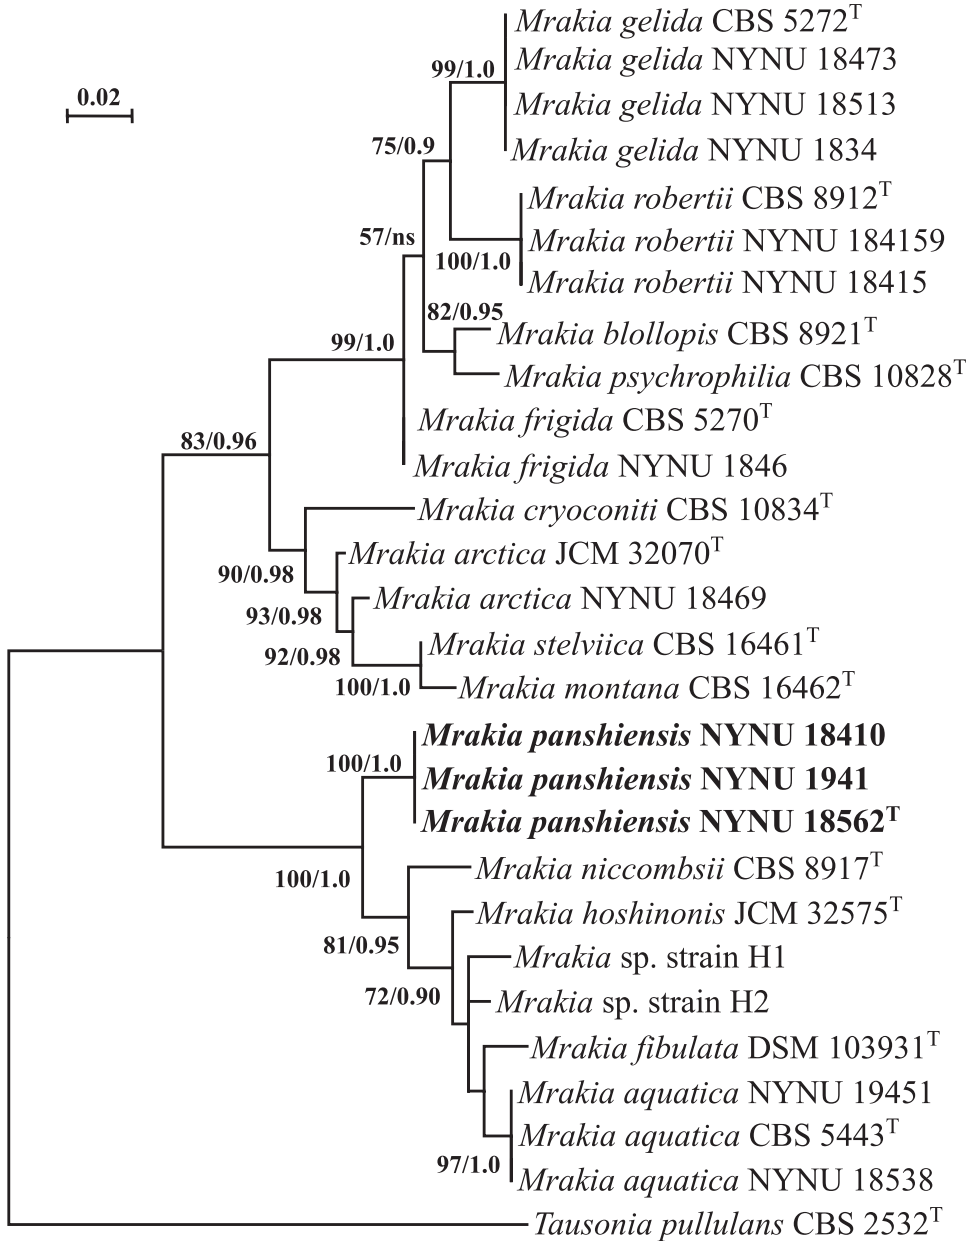 Mrakia gelida CBS 5272T
Mrakia gelida NYNU 18473
99/1.0
0.02
Mrakia gelida NYNU 18513
75/0.9
Mrakia gelida NYNU 1834
Mrakia robertii CBS 8912T
57/ns
Mrakia robertii NYNU 184159
100/1.0
Mrakia robertii NYNU 18415
82/0.95
Mrakia blollopis CBS 8921T
99/1.0
Mrakia psychrophilia CBS 10828T
Mrakia frigida CBS 5270T
83/0.96
Mrakia frigida NYNU 1846
Mrakia cryoconiti CBS 10834T
Mrakia arctica JCM 32070T
90/0.98
Mrakia arctica NYNU 18469
93/0.98
Mrakia stelviica CBS 16461T
92/0.98
100/1.0
Mrakia montana CBS 16462T
Mrakia panshiensis NYNU 18410
100/1.0
Mrakia panshiensis NYNU 1941
Mrakia panshiensis NYNU 18562T
Mrakia niccombsii CBS 8917T
100/1.0
Mrakia hoshinonis JCM 32575T
81/0.95
Mrakia sp. strain H1
72/0.90
Mrakia sp. strain H2
Mrakia fibulata DSM 103931T
Mrakia aquatica NYNU 19451
Mrakia aquatica CBS 5443T
97/1.0
Mrakia aquatica NYNU 18538
Tausonia pullulans CBS 2532T